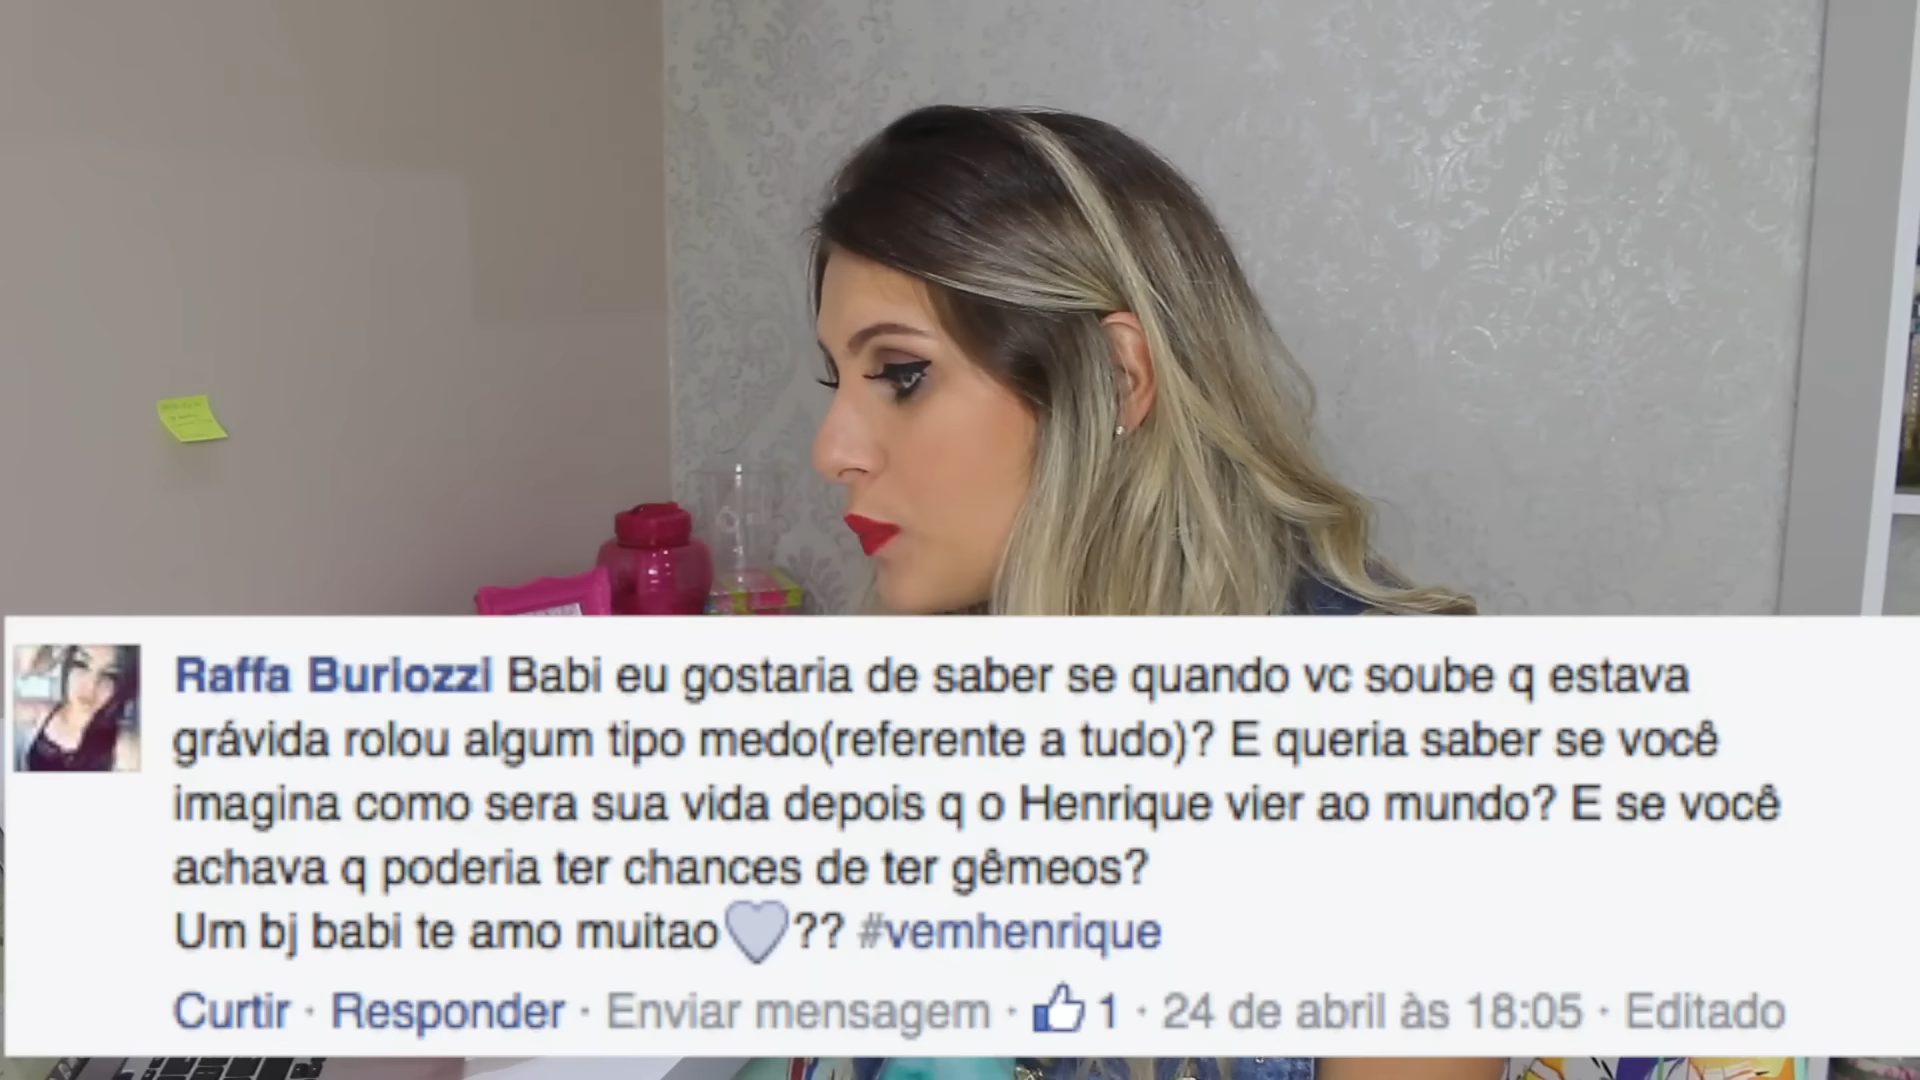 Raffa Burlozzi Babi eu gostaria de saber se quando vc soube q estava
grávida rolou algum tipo medo(referente a tudo)? E queria saber se você
imagina como sera sua vida depois q o Henrique vier ao mundo? E se você
achava q poderia ter chances de ter gêmeos?
Um bj babi te amo muitao?? #vemhenrique
Curtir · Responder · Enviar mensagem · 1 · 24 de abril às 18:05 · Editado